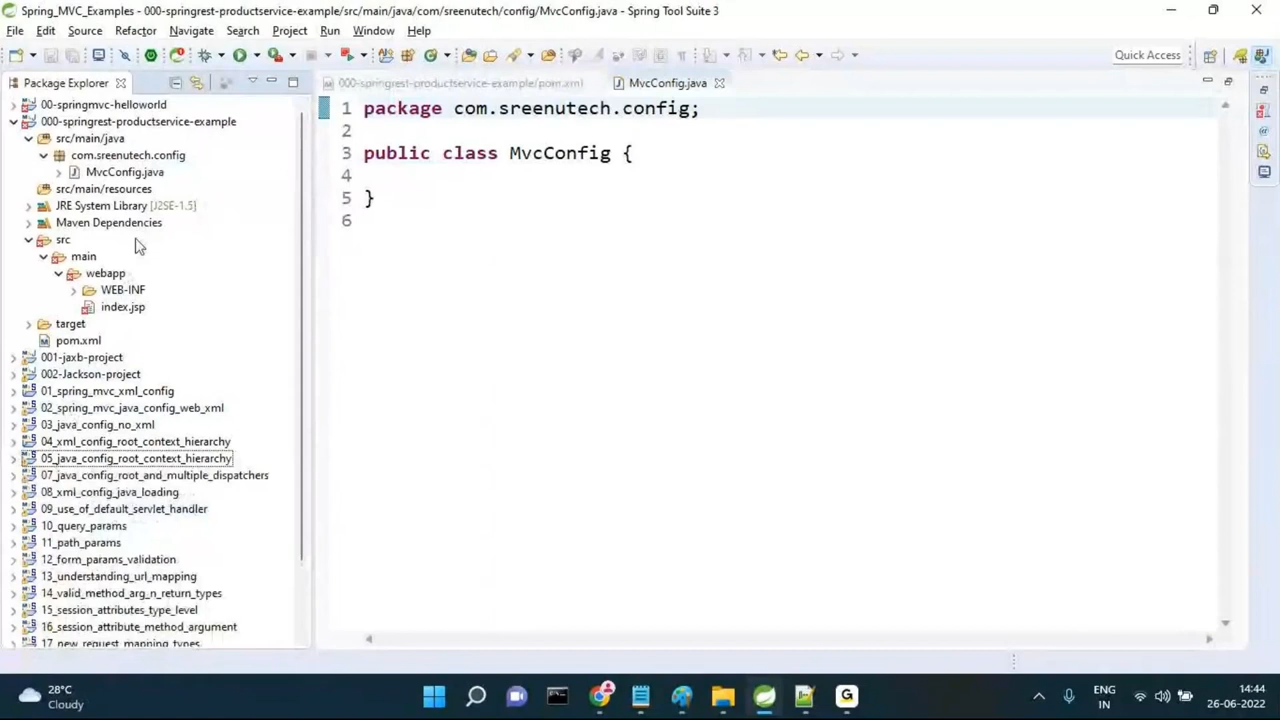 Spring_MVC_Examples - 000-springrest-productservice-example/src/main/java/com/sreenutech/config/MvcConfig.java - Spring Tool Suite 3
File Edit Source Refactor Navigate Search Project Run Window Help
Quick Access
Package Explorer
000-springrest-productservice-example/pom.xml
MvcConfig.java
00-springmvc-helloworld
000-springrest-productservice-example
src/main/java
com.sreenutech.config
MvcConfig.java
src/main/resources
JRE System Library [J2SE-1.5]
Maven Dependencies
src
main
webapp
WEB-INF
index.jsp
target
pom.xml
001-jaxb-project
002-Jackson-project
01_spring_mvc_xml_config
02_spring_mvc_java_config_web_xml
03_java_config_no_xml
04_xml_config_root_context_hierarchy
05_java_config_root_context_hierarchy
07_java_config_root_and_multiple_dispatchers
08_xml_config_java_loading
09_use_of_default_servlet_handler
10_query_params
11_path_params
12_form_params_validation
13_understanding_url_mapping
14_valid_method_arg_n_return_types
15_session_attributes_type_level
16_session_attribute_method_argument
17_new_request_mapping_types
1 package com.sreenutech.config;
2
3 public class MvcConfig {
4
5 }
6
28°C
Cloudy
ENG
IN
14:44
26-06-2022